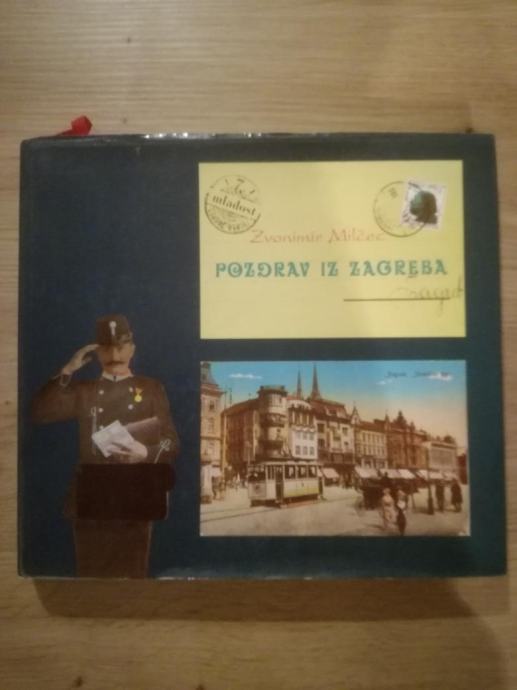 mladost
Zvonimir Milčec
POZDRAV IZ ZAGREBA
Zagreb